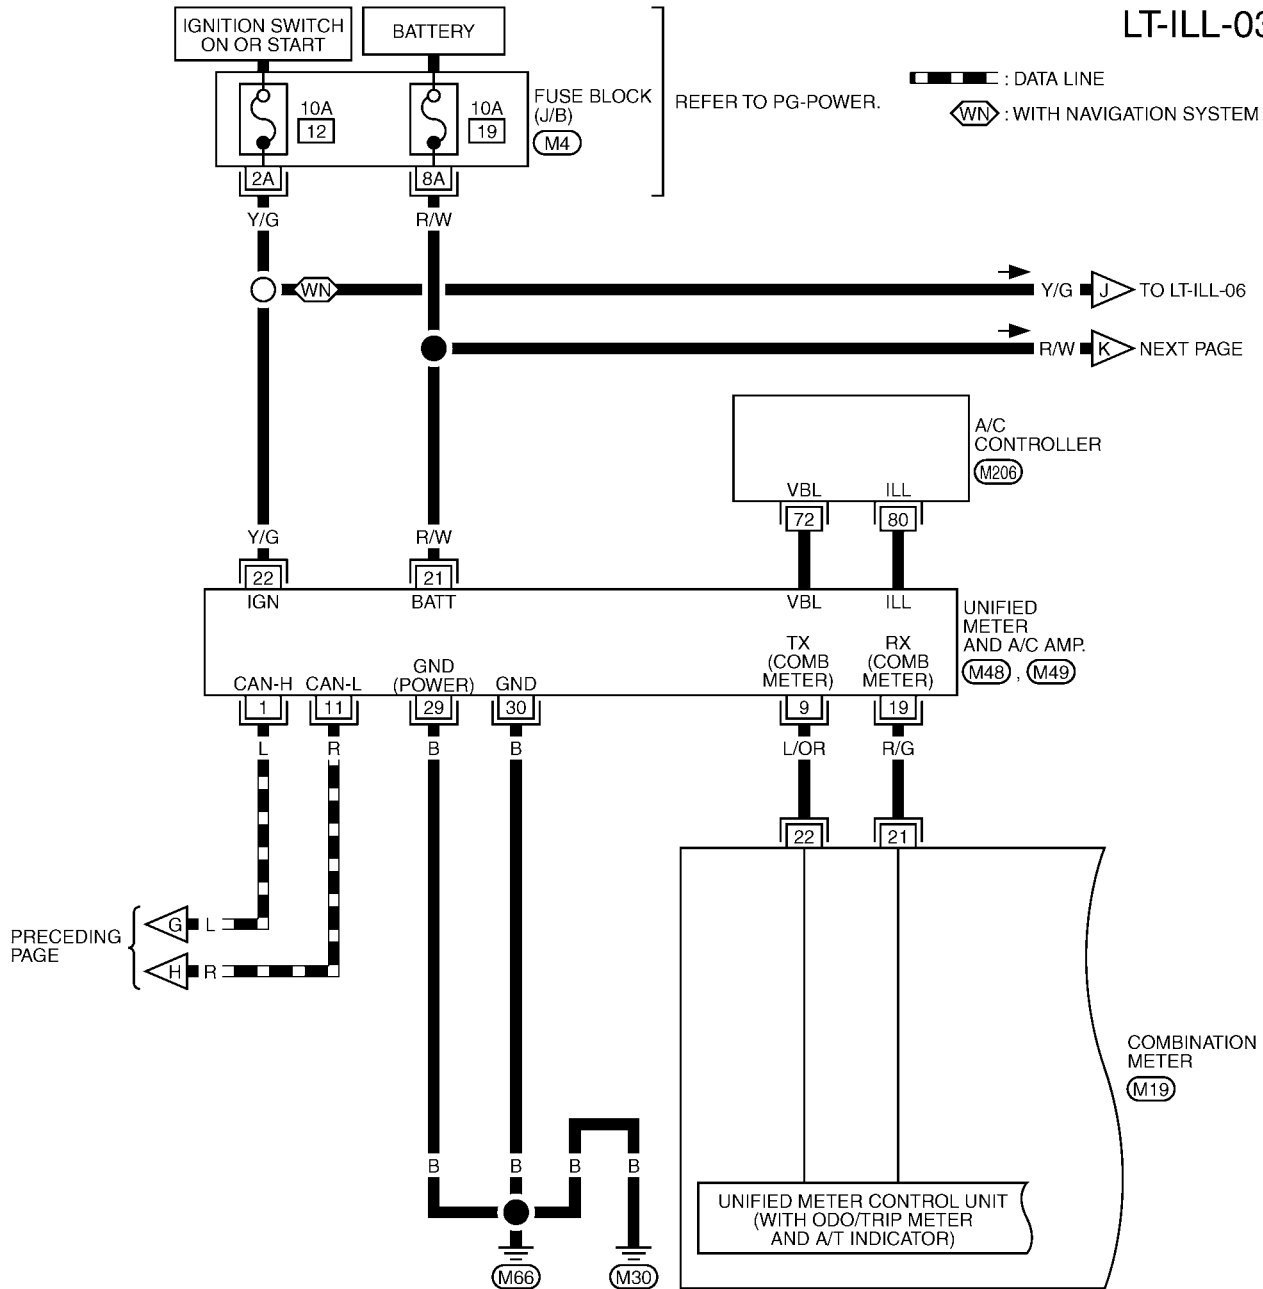 LT-ILL-03
IGNITION SWITCH
ON OR START
BATTERY
: DATA LINE
WN : WITH NAVIGATION SYSTEM
10A
12
10A
19
FUSE BLOCK
(J/B)
M4
REFER TO PG-POWER.
2A
8A
Y/G
R/W
WN
Y/G J TO LT-ILL-06
R/W K NEXT PAGE
A/C
CONTROLLER
M206
VBL ILL
72 80
Y/G
R/W
22
21
IGN
BATT
VBL ILL
UNIFIED
METER
AND A/C AMP.
M48 , M49
TX
(COMB
METER)
RX
(COMB
METER)
CAN-H CAN-L
GND
(POWER)
GND
1 11 29 30 9 19
L R B B L/OR R/G
22 21
PRECEDING
PAGE
G L
H R
COMBINATION
METER
M19
B B B B
UNIFIED METER CONTROL UNIT
(WITH ODO/TRIP METER
AND A/T INDICATOR)
M66 M30